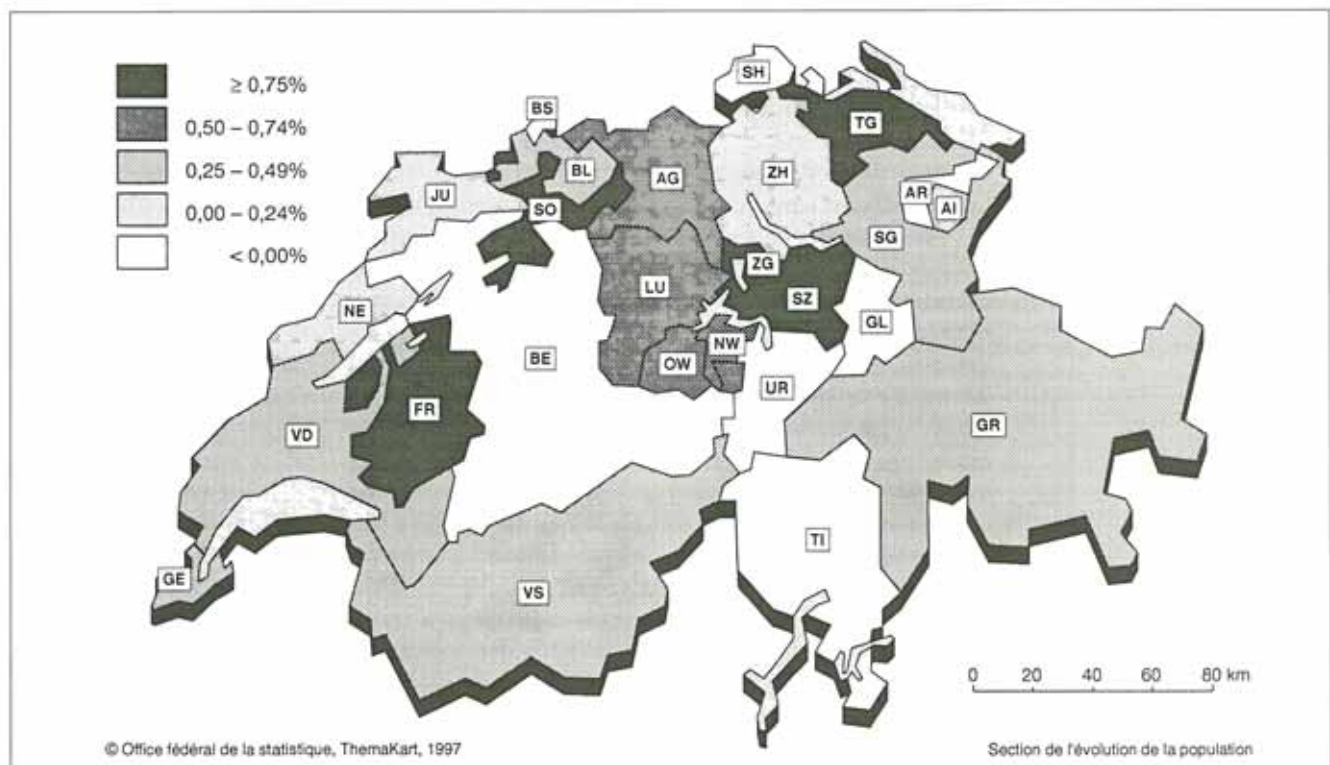 ≥ 0,75%
0,50 – 0,74%
0,25 – 0,49%
0,00 – 0,24%
< 0,00%
SH
BS
TG
BL
AG
ZH
JU
SO
AR
AI
SG
ZG
LU
SZ
NE
GL
NW
BE
OW
UR
FR
VD
GR
TI
GE
VS
0 20 40 60 80 km
© Office fédéral de la statistique, ThemaKart, 1997
Section de l'évolution de la population